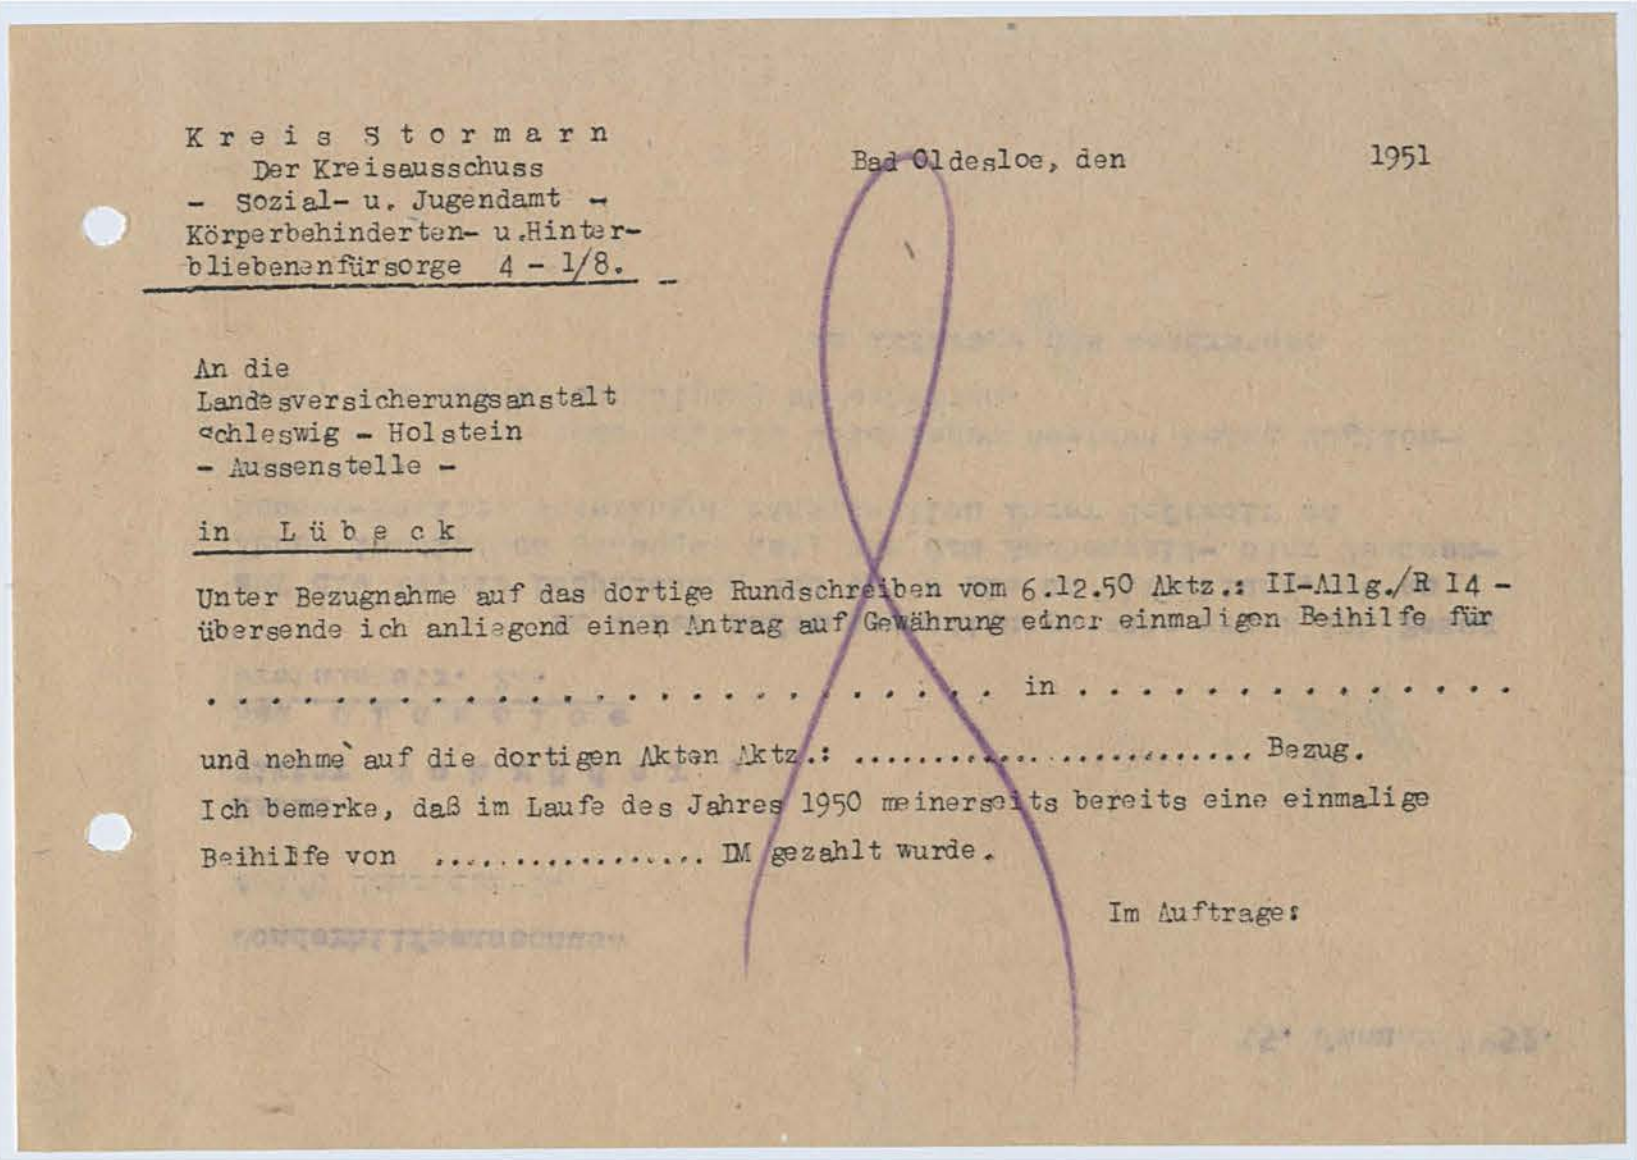 Kreis Stormarn
Der Kreisausschuss
- Sozial- u. Jugendamt -
Körperbehinderten- u.Hinter-
bliebenenfürsorge 4 - 1/8.
Bad Oldesloe, den 1951
An die
Landesversicherungsanstalt
Schleswig - Holstein
- Aussenstelle -
in Lübeck
Unter Bezugnahme auf das dortige Rundschreiben vom 6.12.50 Aktz.: II-Allg./R 14 -
übersende ich anliegend einen Antrag auf Gewährung einer einmaligen Beihilfe für
. . . . . . . . . . . . . . . . . . . . . . . . . . . . . . . in . . . . . . . . . . . . . . .
und nehme auf die dortigen Akten Aktz.: .............................. Bezug.
Ich bemerke, daß im Laufe des Jahres 1950 meinerseits bereits eine einmalige
Beihilfe von .................... DM gezahlt wurde.
Im Auftrage: